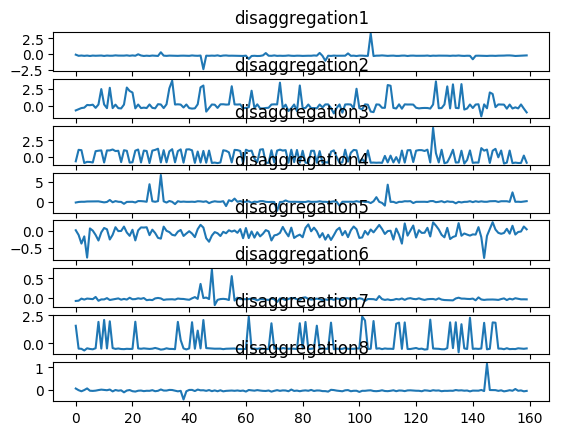 disaggregation1
2.5
0.0
−2.5
disaggregation2
2.5
0.0
disaggregation3
2.5
0.0
disaggregation4
5
0
disaggregation5
0.0
−0.5
disaggregation6
0.5
0.0
disaggregation7
2.5
0.0
disaggregation8
1
0
0 20 40 60 80 100 120 140 160